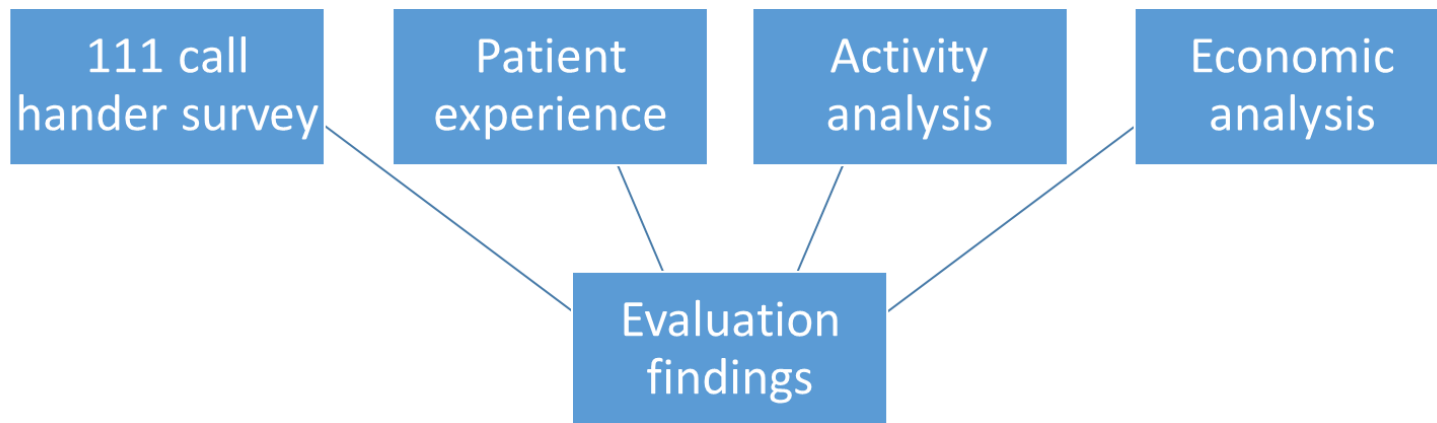 111 call
hander survey
Patient
experience
Activity
analysis
Economic
analysis
Evaluation
findings